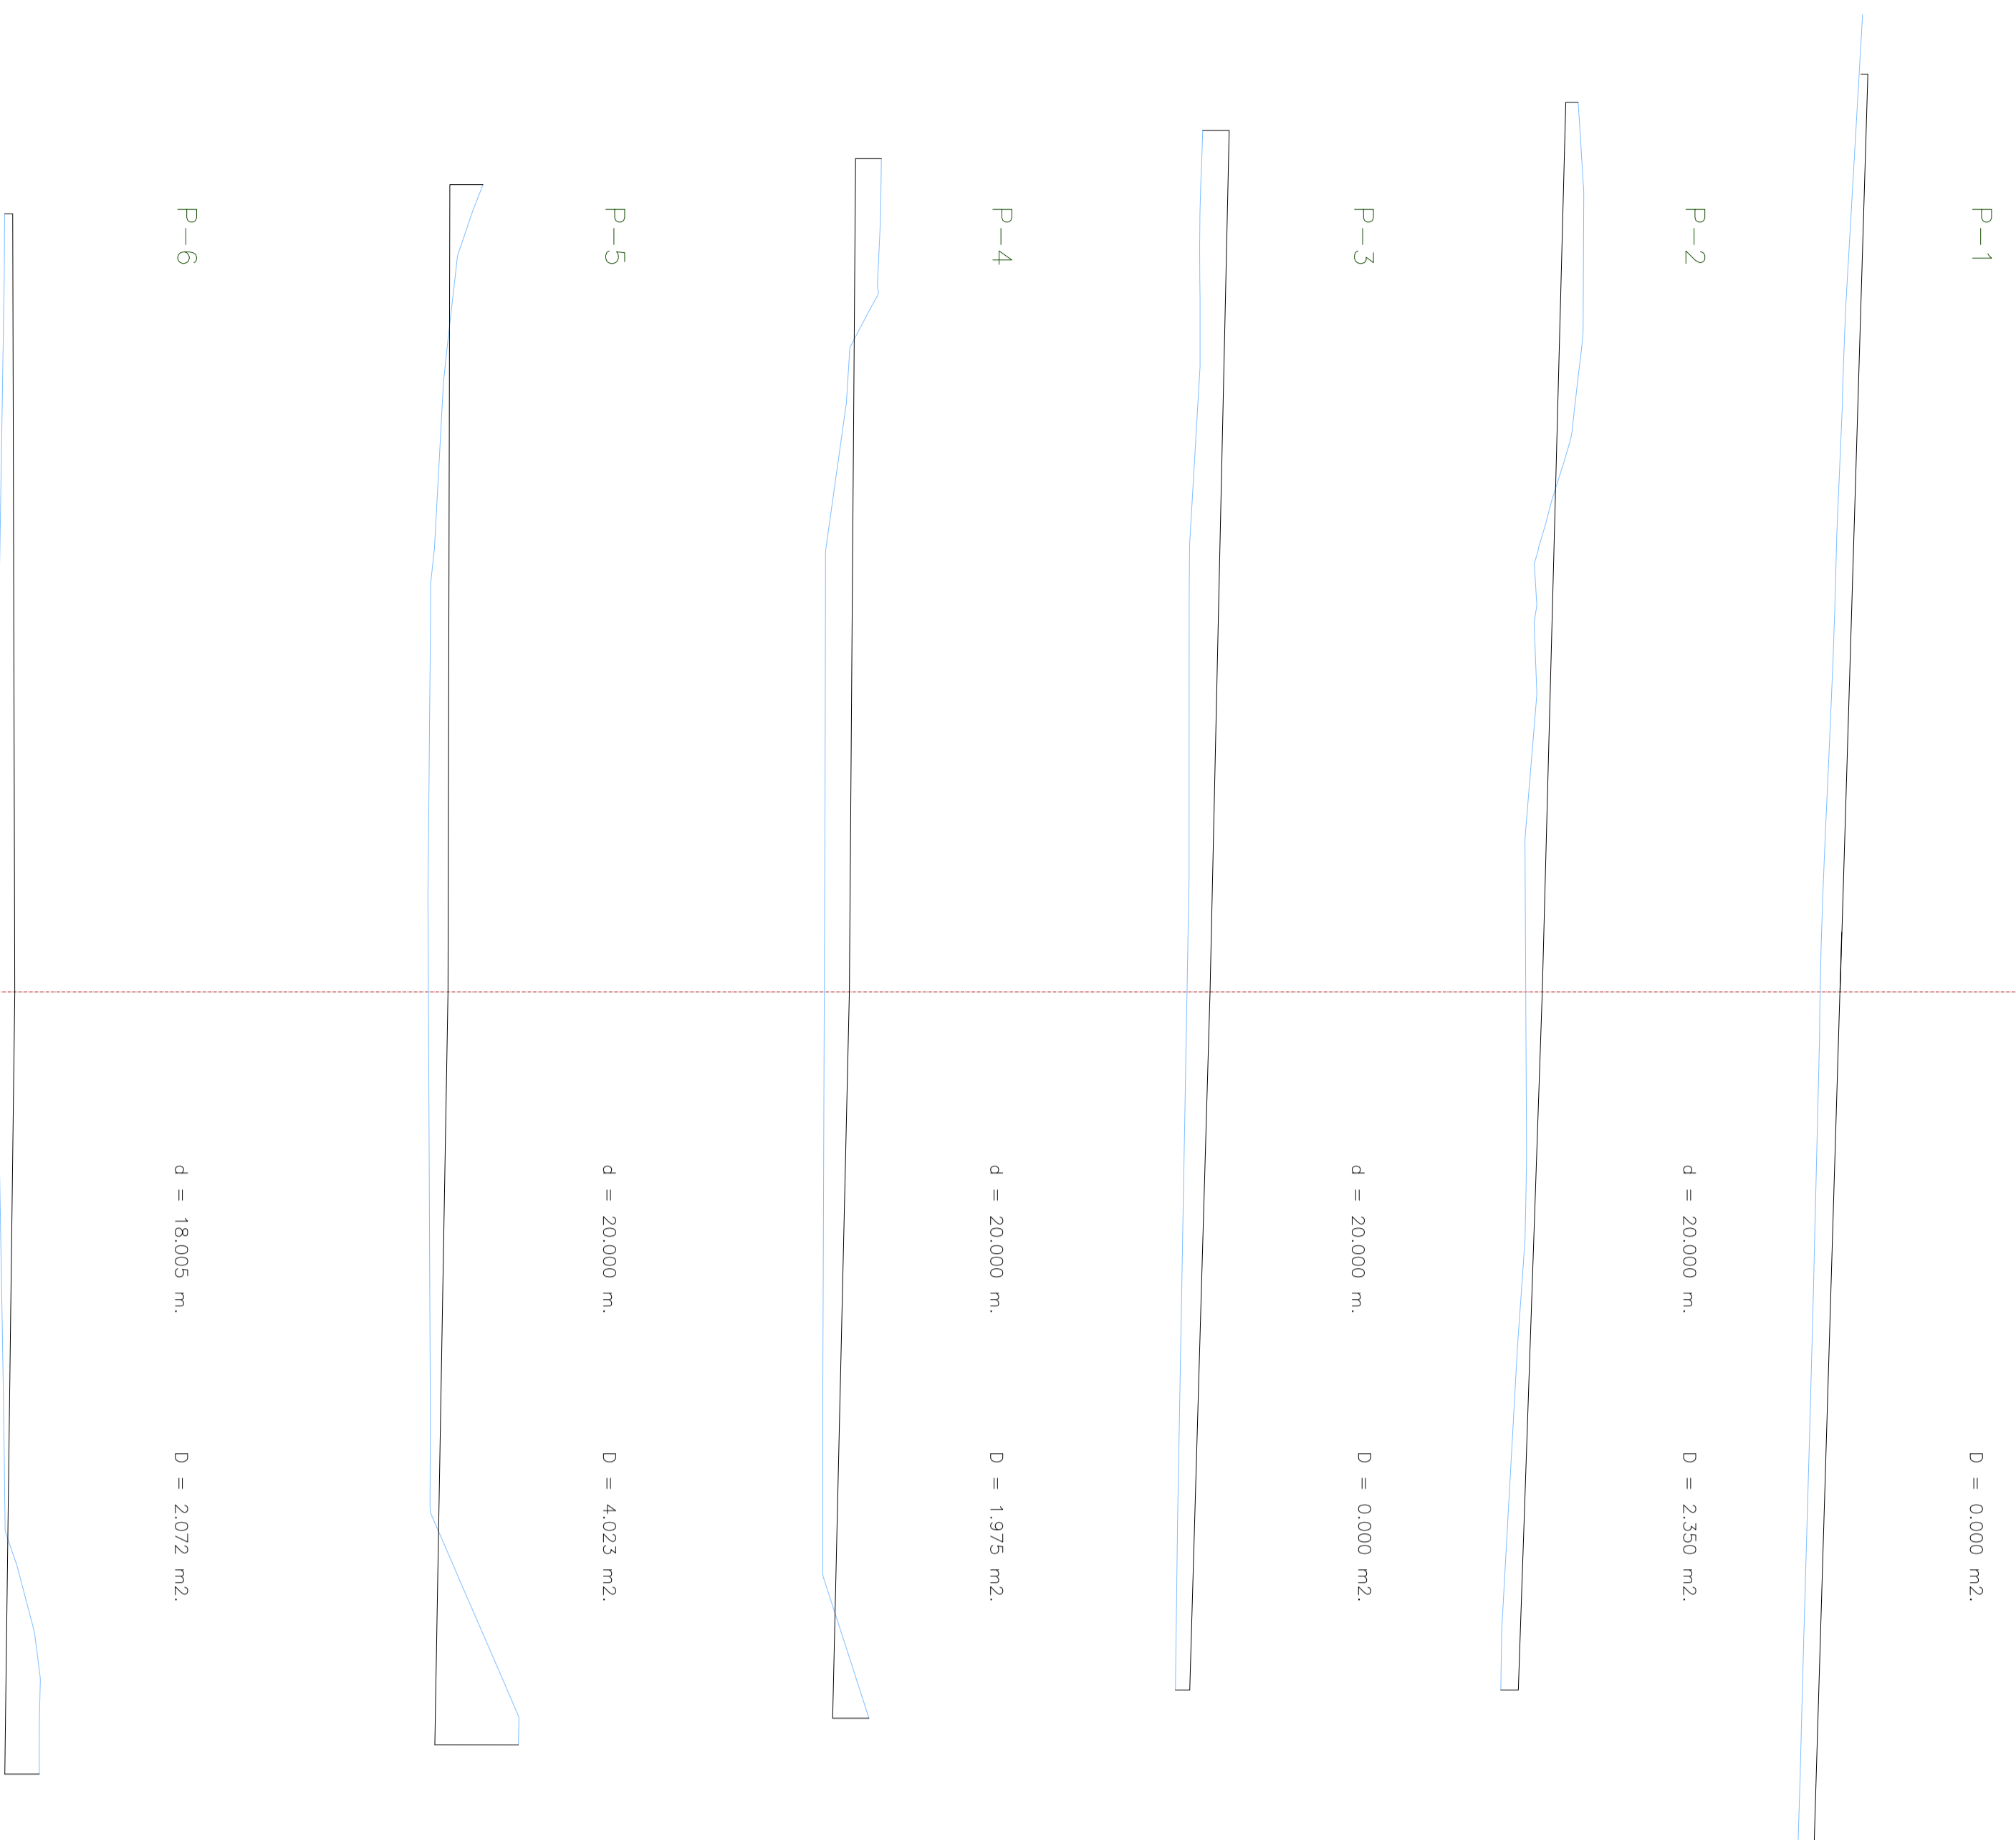 P-1
D = 0.000 m2.
P-2
d = 20.000 m.
D = 2.350 m2.
P-3
d = 20.000 m.
D = 0.000 m2.
P-4
d = 20.000 m.
D = 1.975 m2.
P-5
d = 20.000 m.
D = 4.023 m2.
P-6
d = 18.005 m.
D = 2.072 m2.